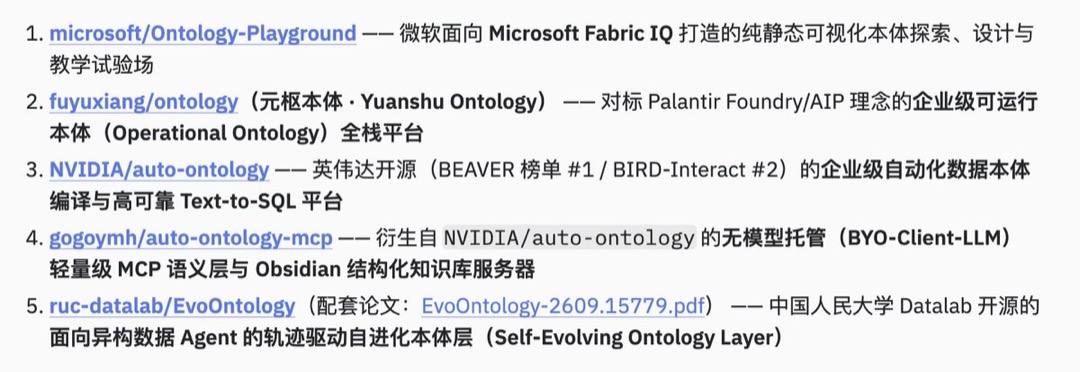 1. microsoft/Ontology-Playground —— 微软面向 Microsoft Fabric IQ 打造的纯静态可视化本体探索、设计与
教学试验场
2. fuyuxiang/ontology（元枢本体 · Yuanshu Ontology） —— 对标 Palantir Foundry/AIP 理念的企业级可运行
本体（Operational Ontology）全栈平台
3. NVIDIA/auto-ontology —— 英伟达开源（BEAVER 榜单 #1 / BIRD-Interact #2）的企业级自动化数据本体
编译与高可靠 Text-to-SQL 平台
4. gogoymh/auto-ontology-mcp —— 衍生自 NVIDIA/auto-ontology 的无模型托管（BYO-Client-LLM）
轻量级 MCP 语义层与 Obsidian 结构化知识库服务器
5. ruc-datalab/EvoOntology（配套论文：EvoOntology-2609.15779.pdf） —— 中国人民大学 Datalab 开源的
面向异构数据 Agent 的轨迹驱动自进化本体层（Self-Evolving Ontology Layer）